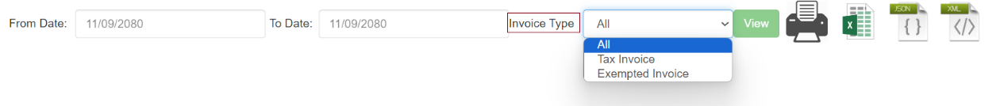 From Date: 11/09/2080 To Date: 11/09/2080 Invoice Type All View X JSON { } XML </>
All
Tax Invoice
Exempted Invoice